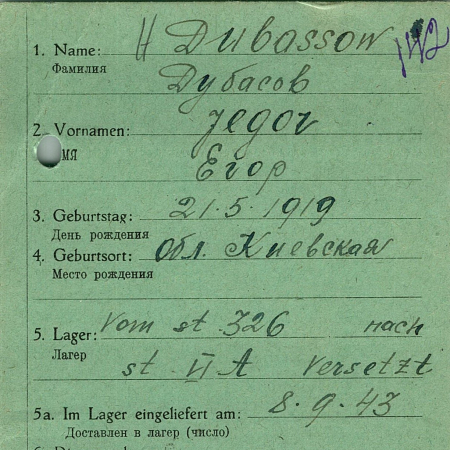 1. Name: Dubassow
Фамилия Дубасов
2. Vornamen: Jegor
ИМЯ Егор
3. Geburtstag: 21.5.1919
День рождения
4. Geburtsort: Обл. Киевская
Место рождения
5. Lager: Vom st. 326 nach
Лагер st. VI A versetzt
5a. Im Lager eingeliefert am: 8.9.43
Доставлен в лагер (число)